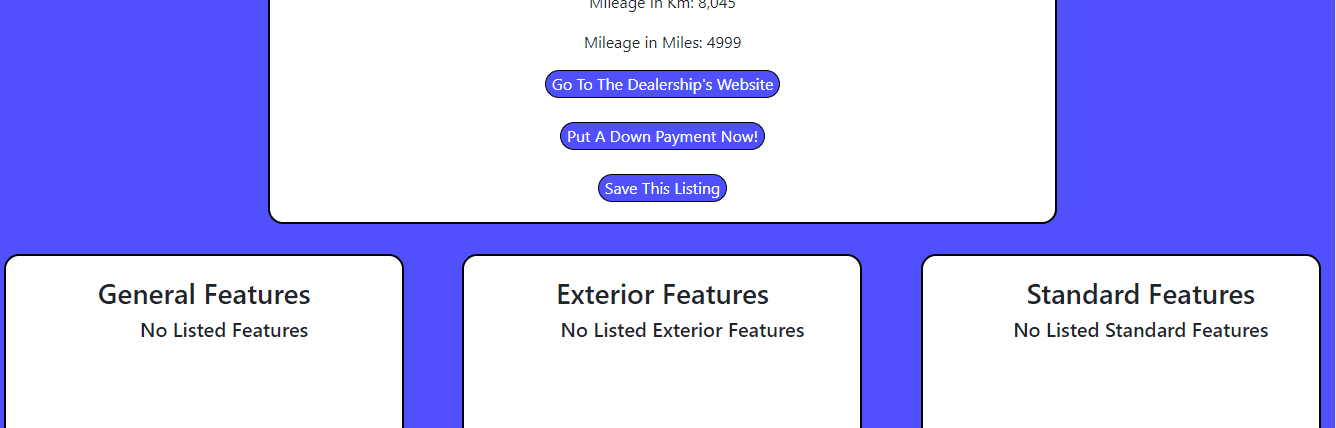 Mileage in Km: 8,045
Mileage in Miles: 4999
Go To The Dealership's Website
Put A Down Payment Now!
Save This Listing
General Features
No Listed Features
Exterior Features
No Listed Exterior Features
Standard Features
No Listed Standard Features